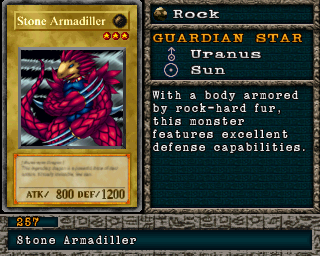 Stone Armadiller
ATK/ 800 DEF/1200
Rock
GUARDIAN STAR
Uranus
Sun
With a body armored
by rock-hard fur,
this monster
features excellent
defense capabilities.
257
Stone Armadiller